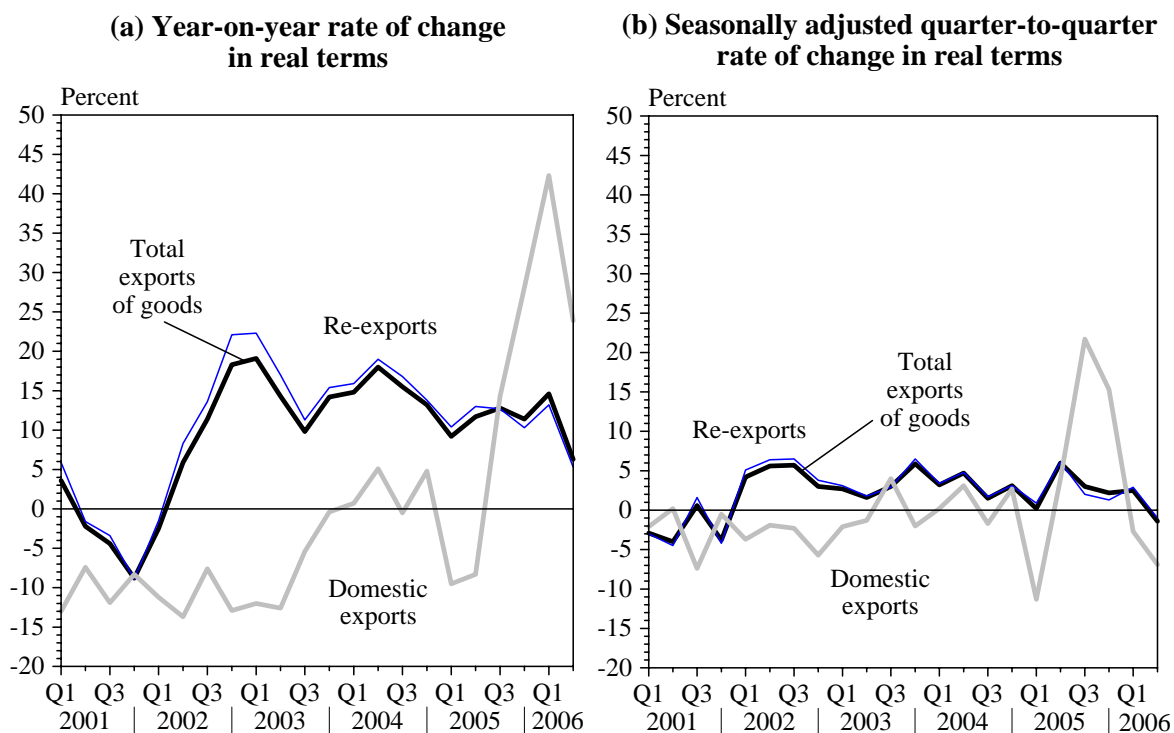 (a) Year-on-year rate of change
in real terms
Percent
50
45
40
35
30
25
20
15
10
5
0
-5
-10
-15
-20
Total
exports
of goods
Re-exports
Domestic
exports
Q1 Q3 Q1 Q3 Q1 Q3 Q1 Q3 Q1 Q3 Q1
2001 2002 2003 2004 2005 2006
(b) Seasonally adjusted quarter-to-quarter
rate of change in real terms
Percent
50
45
40
35
30
25
20
15
10
5
0
-5
-10
-15
-20
Re-exports
Total
exports
of goods
Domestic
exports
Q1 Q3 Q1 Q3 Q1 Q3 Q1 Q3 Q1 Q3 Q1
2001 2002 2003 2004 2005 2006